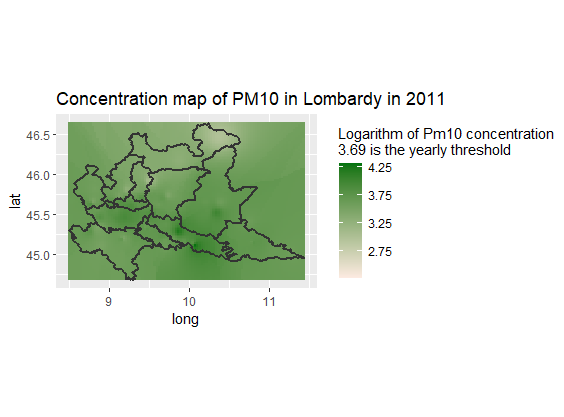 Concentration map of PM10 in Lombardy in 2011
Logarithm of Pm10 concentration
3.69 is the yearly threshold
4.25
3.75
3.25
2.75
46.5
46.0
45.5
45.0
lat
9
10
11
long